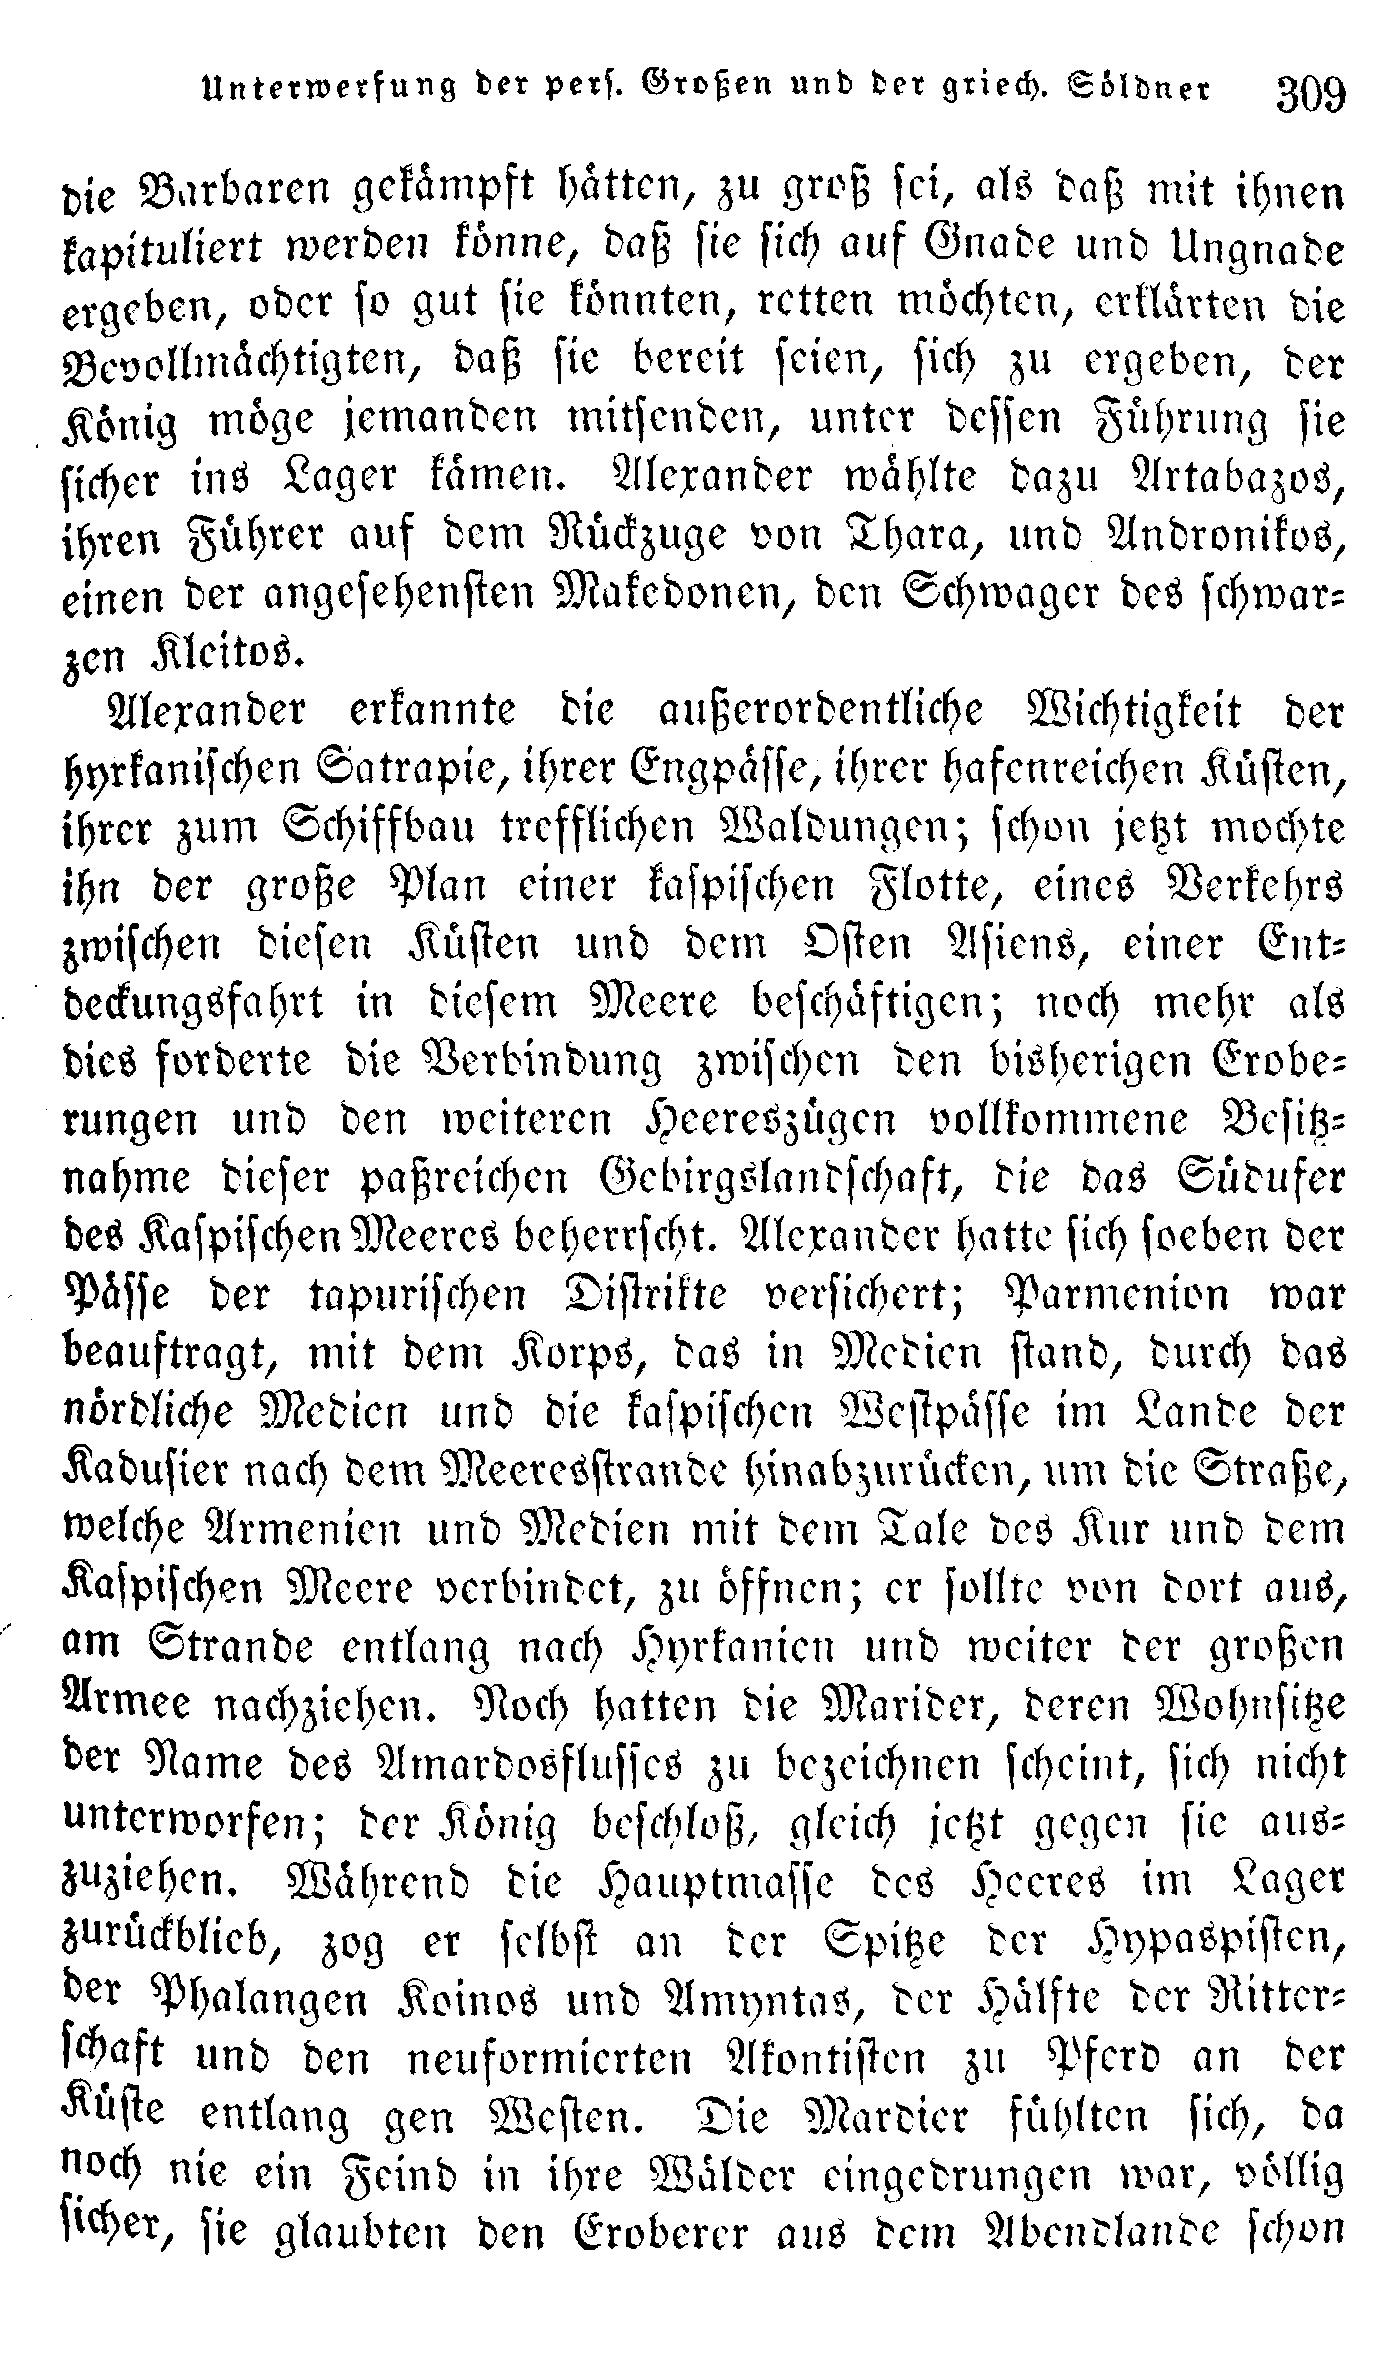 Unterwerfung der pers. Großen und der griech. Söldner 309
die Barbaren gekämpft hätten, zu groß sei, als daß mit ihnen
kapituliert werden könne, daß sie sich auf Gnade und Ungnade
ergeben, oder so gut sie könnten, retten möchten, erklärten die
Bevollmächtigten, daß sie bereit seien, sich zu ergeben, der
König möge jemanden mitsenden, unter dessen Führung sie
sicher ins Lager kämen. Alexander wählte dazu Artabazos,
ihren Führer auf dem Rückzuge von Thara, und Andronikos,
einen der angesehensten Makedonen, den Schwager des schwar-
zen Kleitos.
Alexander erkannte die außerordentliche Wichtigkeit der
hyrkanischen Satrapie, ihrer Engpässe, ihrer hafenreichen Küsten,
ihrer zum Schiffbau trefflichen Waldungen; schon jetzt mochte
ihn der große Plan einer kaspischen Flotte, eines Verkehrs
zwischen diesen Küsten und dem Osten Asiens, einer Ent-
deckungsfahrt in diesem Meere beschäftigen; noch mehr als
dies forderte die Verbindung zwischen den bisherigen Erobe-
rungen und den weiteren Heereszügen vollkommene Besitz-
nahme dieser paßreichen Gebirgslandschaft, die das Südufer
des Kaspischen Meeres beherrscht. Alexander hatte sich soeben der
Pässe der tapurischen Distrikte versichert; Parmenion war
beauftragt, mit dem Korps, das in Medien stand, durch das
nördliche Medien und die kaspischen Westpässe im Lande der
Kadusier nach dem Meeresstrande hinabzurücken, um die Straße,
welche Armenien und Medien mit dem Tale des Kur und dem
Kaspischen Meere verbindet, zu öffnen; er sollte von dort aus,
am Strande entlang nach Hyrkanien und weiter der großen
Armee nachziehen. Noch hatten die Marider, deren Wohnsitze
der Name des Amardosflusses zu bezeichnen scheint, sich nicht
unterworfen; der König beschloß, gleich jetzt gegen sie aus-
zuziehen. Während die Hauptmasse des Heeres im Lager
zurückblieb, zog er selbst an der Spitze der Hypaspisten,
der Phalangen Koinos und Amyntas, der Hälfte der Ritter-
schaft und den neuformierten Akontisten zu Pferd an der
Küste entlang gen Westen. Die Mardier fühlten sich, da
noch nie ein Feind in ihre Wälder eingedrungen war, völlig
sicher, sie glaubten den Eroberer aus dem Abendlande schon